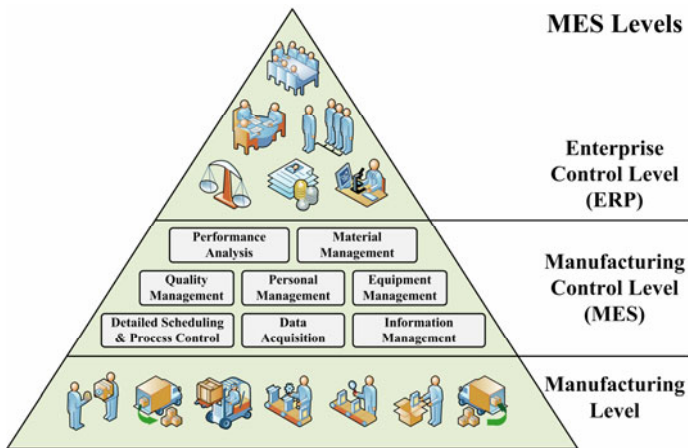 MES Levels
Enterprise
Control Level
(ERP)
Performance
Analysis
Material
Management
Quality
Management
Personal
Management
Equipment
Management
Detailed Scheduling
& Process Control
Data
Acquisition
Information
Management
Manufacturing
Control Level
(MES)
Manufacturing
Level